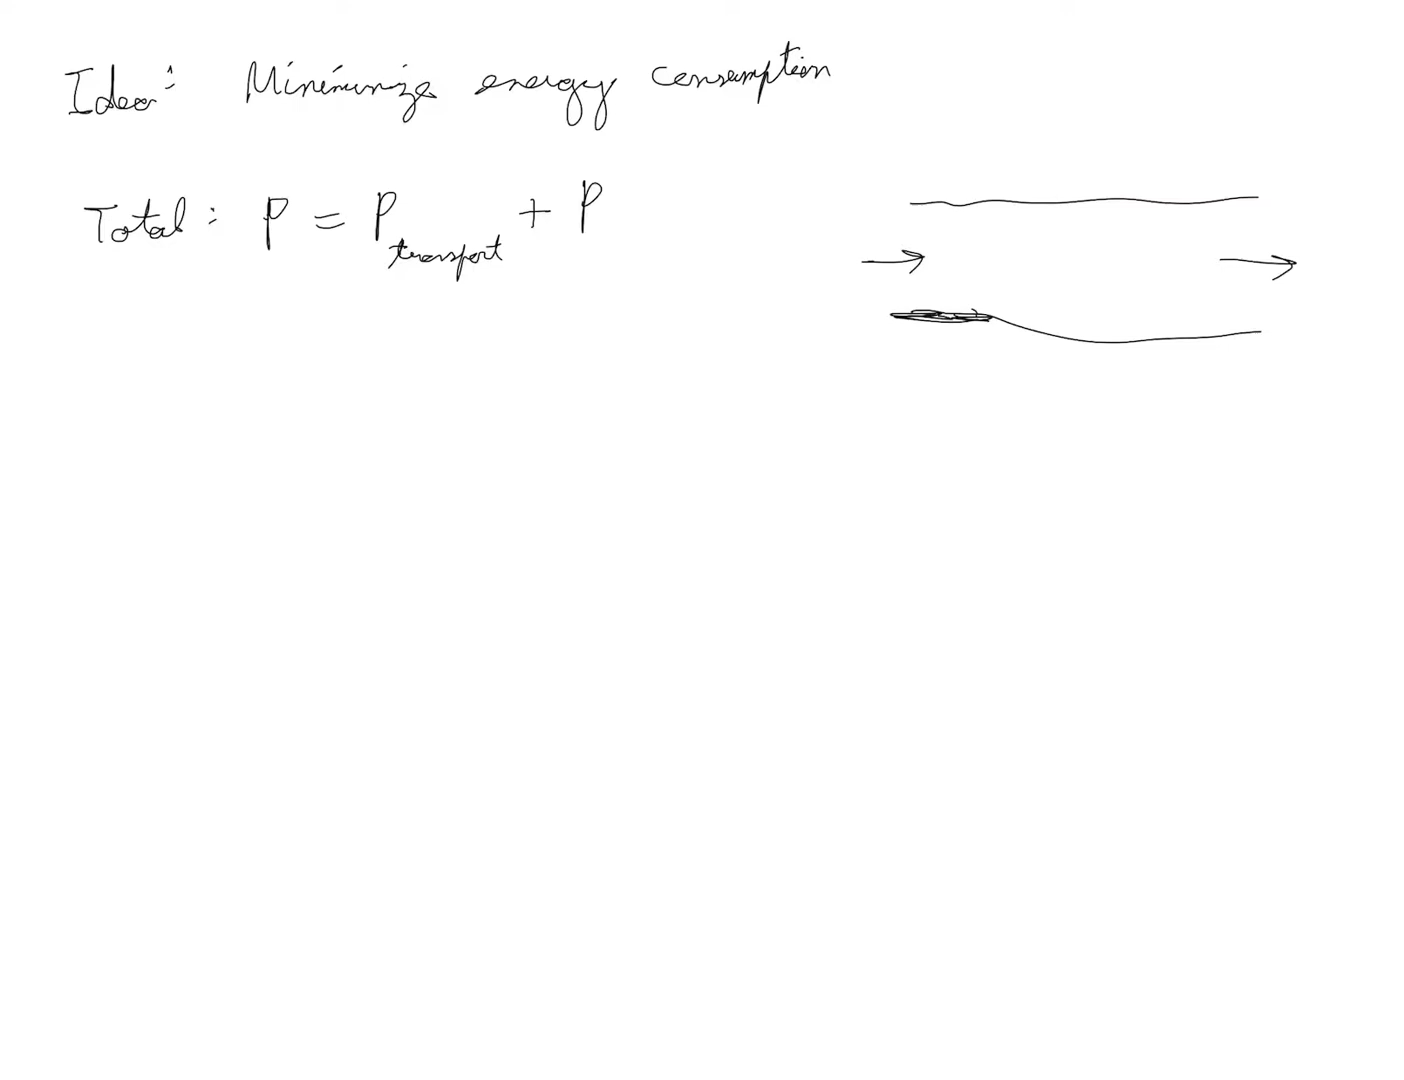 Idea: Minimize energy consumption
Total: P = P_transport + P